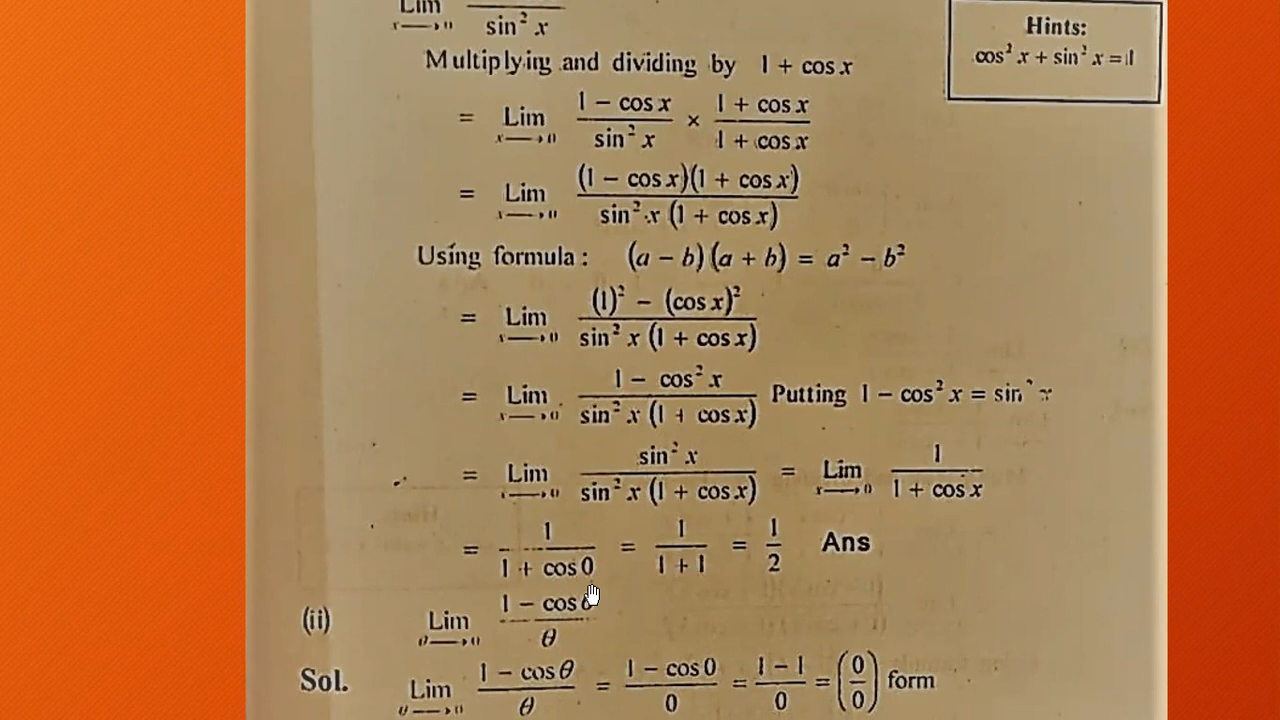 Lim x→0 / sin² x
Hints:
cos² x + sin² x = 1
Multiplying and dividing by 1 + cos x
= Lim x→0 (1 − cos x)/(sin² x) × (1 + cos x)/(1 + cos x)
= Lim x→0 ((1 − cos x)(1 + cos x))/(sin² x (1 + cos x))
Using formula : (a − b) (a + b) = a² − b²
= Lim x→0 ((1)² − (cos x)²)/(sin² x (1 + cos x))
= Lim x→0 (1 − cos² x)/(sin² x (1 + cos x)) Putting 1 − cos² x = sin² x
= Lim x→0 (sin² x)/(sin² x (1 + cos x)) = Lim x→0 1/(1 + cos x)
= 1/(1 + cos 0) = 1/(1 + 1) = 1/2 Ans
(ii) Lim θ→0 (1 − cos θ)/θ
Sol. Lim θ→0 (1 − cos θ)/θ = (1 − cos 0)/0 = (1 − 1)/0 = (0/0) form